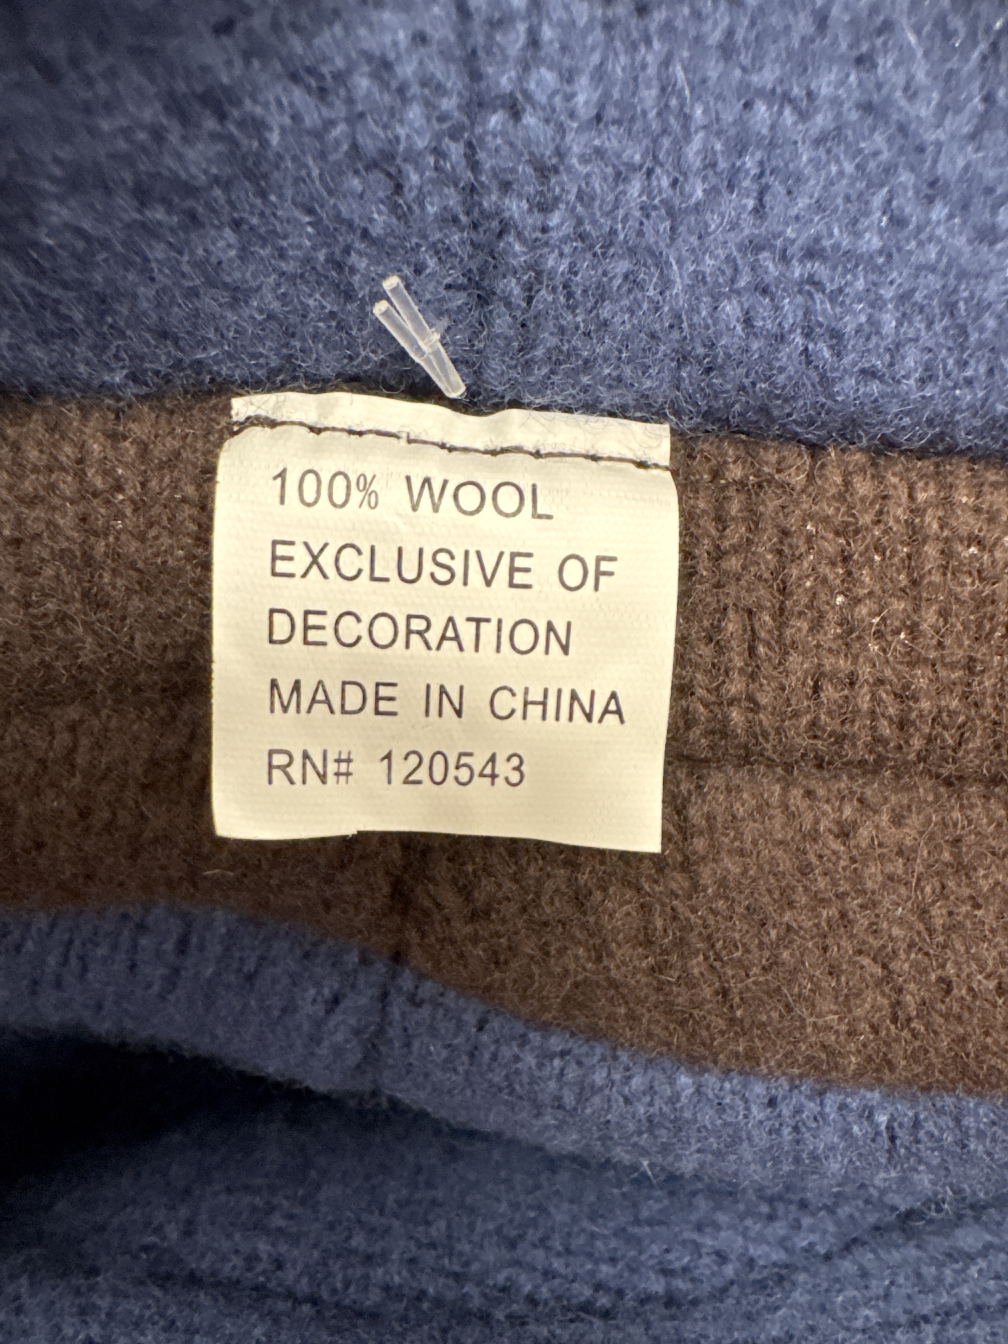 100% WOOL
EXCLUSIVE OF
DECORATION
MADE IN CHINA
RN# 120543